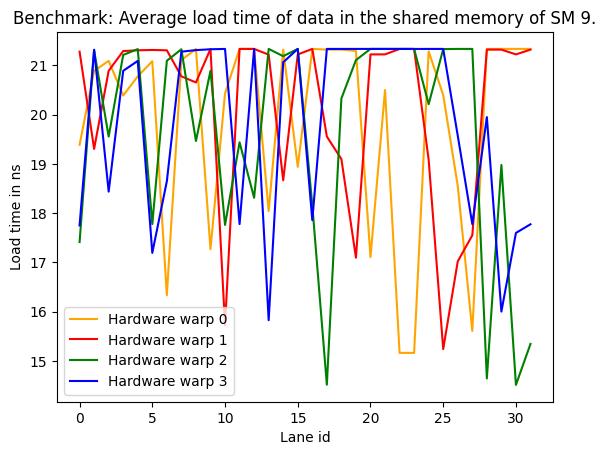 Benchmark: Average load time of data in the shared memory of SM 9.
Load time in ns
21
20
19
18
17
16
15
Hardware warp 0
Hardware warp 1
Hardware warp 2
Hardware warp 3
0 5 10 15 20 25 30
Lane id